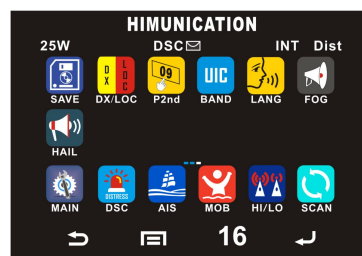 HIMUNICATION
25W DSC INT Dist
DX LOC 09 UIC
SAVE DX/LOC P2nd BAND LANG FOG
HAIL
DISTRESS
MAIN DSC AIS MOB HI/LO SCAN
16